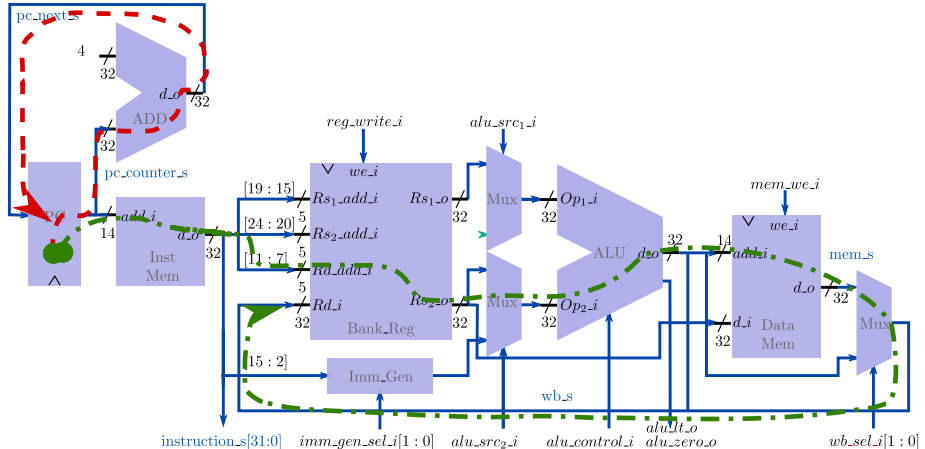 pc_next_s
4
32
d_o
32
ADD
32
pc_counter_s
PC
add_i
14
d_o
32
Inst
Mem
reg_write_i
we_i
[19 : 15]
Rs1_add_i
5
[24 : 20]
Rs2_add_i
5
[11 : 7]
Rd_add_i
5
Rd_i
32
Rs1_o
32
Rs2_o
32
Bank_Reg
[15 : 2]
Imm_Gen
alu_src1_i
Mux
Mux
Op1_i
32
Op2_i
32
ALU
d_o
32
mem_we_i
we_i
14
add_i
d_o
32
d_i
32
Data
Mem
mem_s
Mux
wb_s
instruction_s[31:0]
imm_gen_sel_i[1 : 0]
alu_src2_i
alu_control_i
alu_lt_o
alu_zero_o
wb_sel_i[1 : 0]